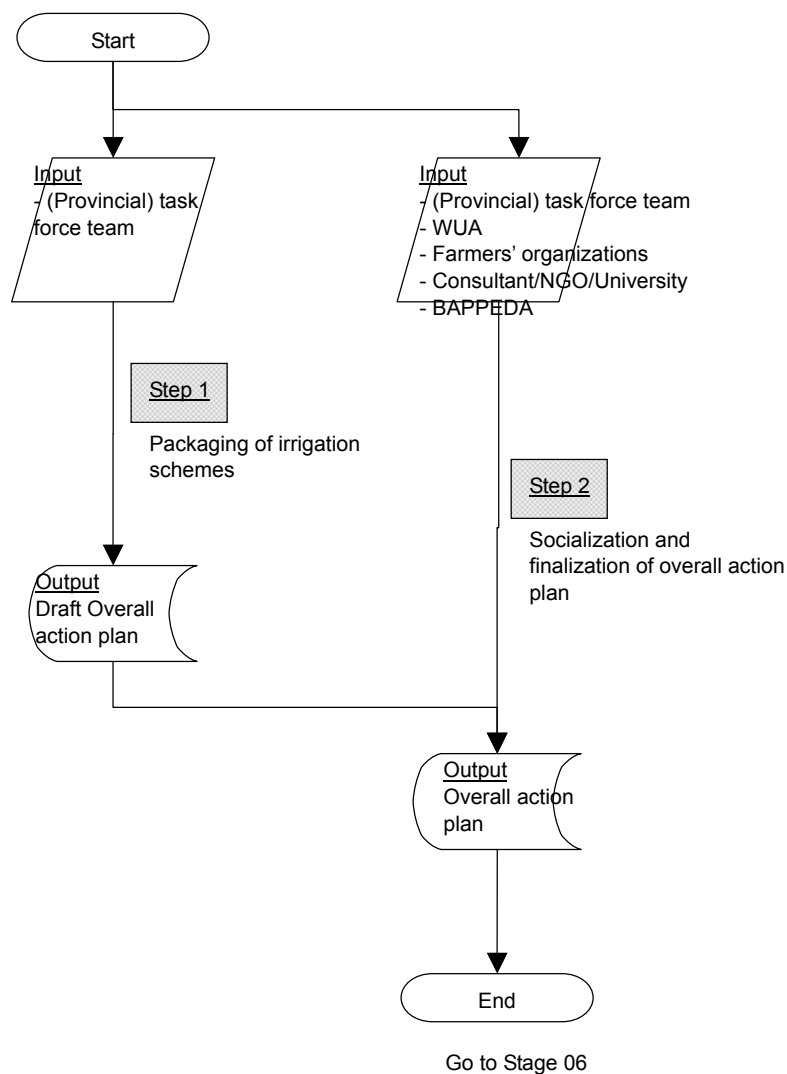 Start
Input
- (Provincial) task
force team
Input
- (Provincial) task force team
- WUA
- Farmers’ organizations
- Consultant/NGO/University
- BAPPEDA
Step 1
Packaging of irrigation
schemes
Step 2
Socialization and
finalization of overall action
plan
Output
Draft Overall
action plan
Output
Overall action
plan
End
Go to Stage 06